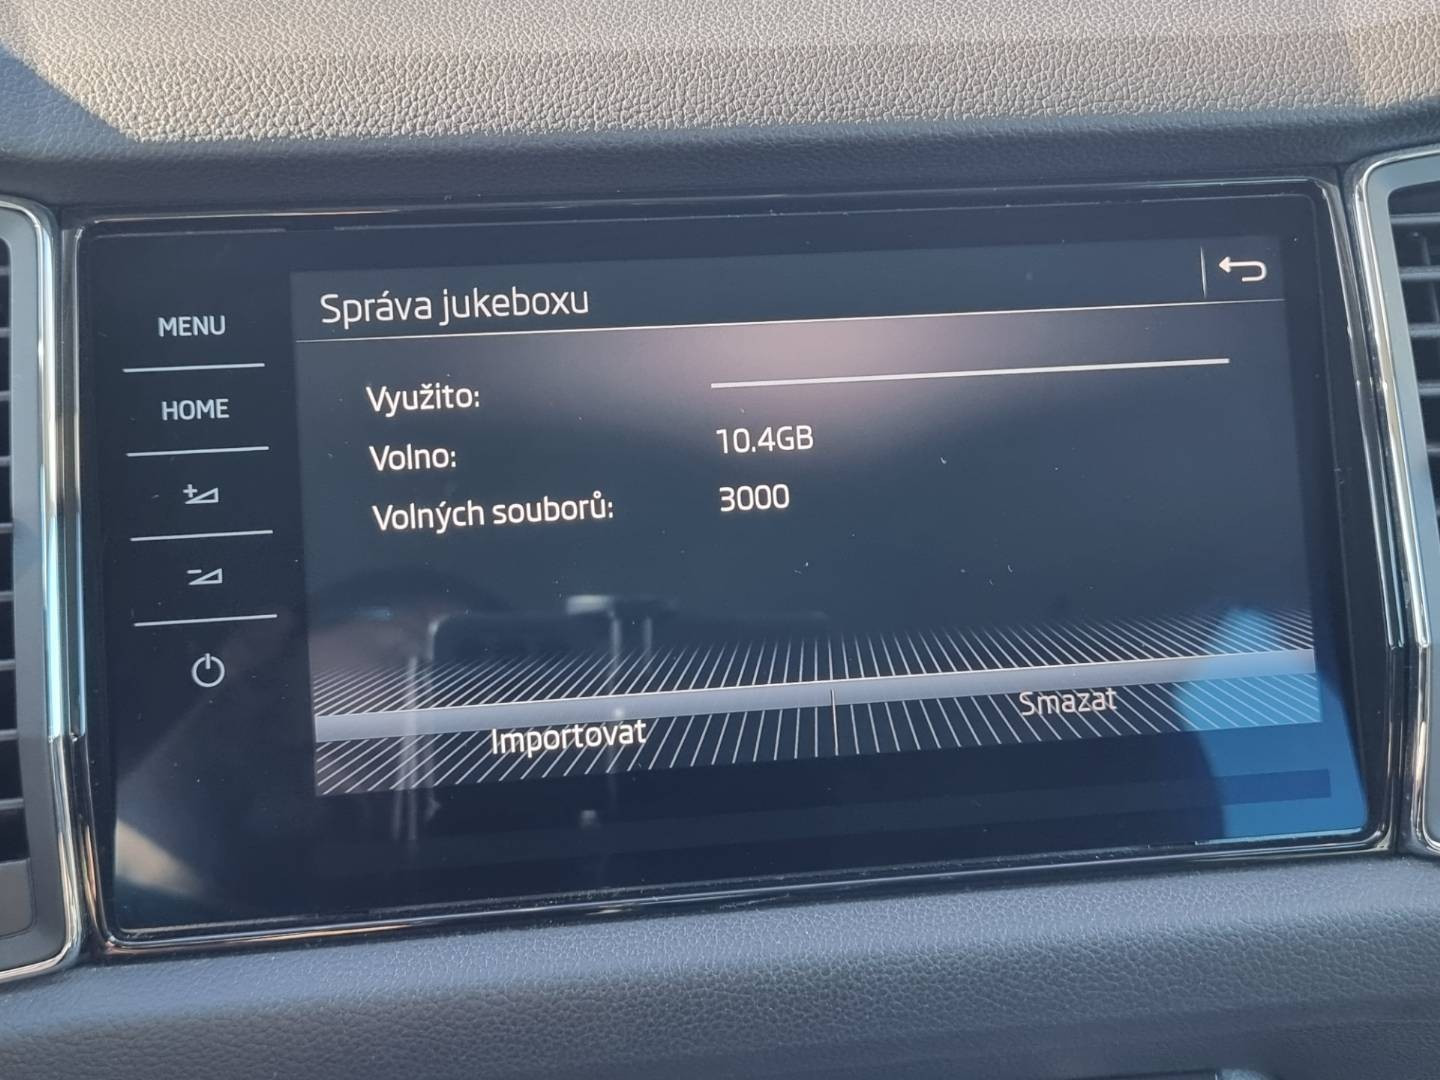 Správa jukeboxu
MENU
HOME
Využito:
Volno: 10.4GB
Volných souborů: 3000
Importovat
Smazat